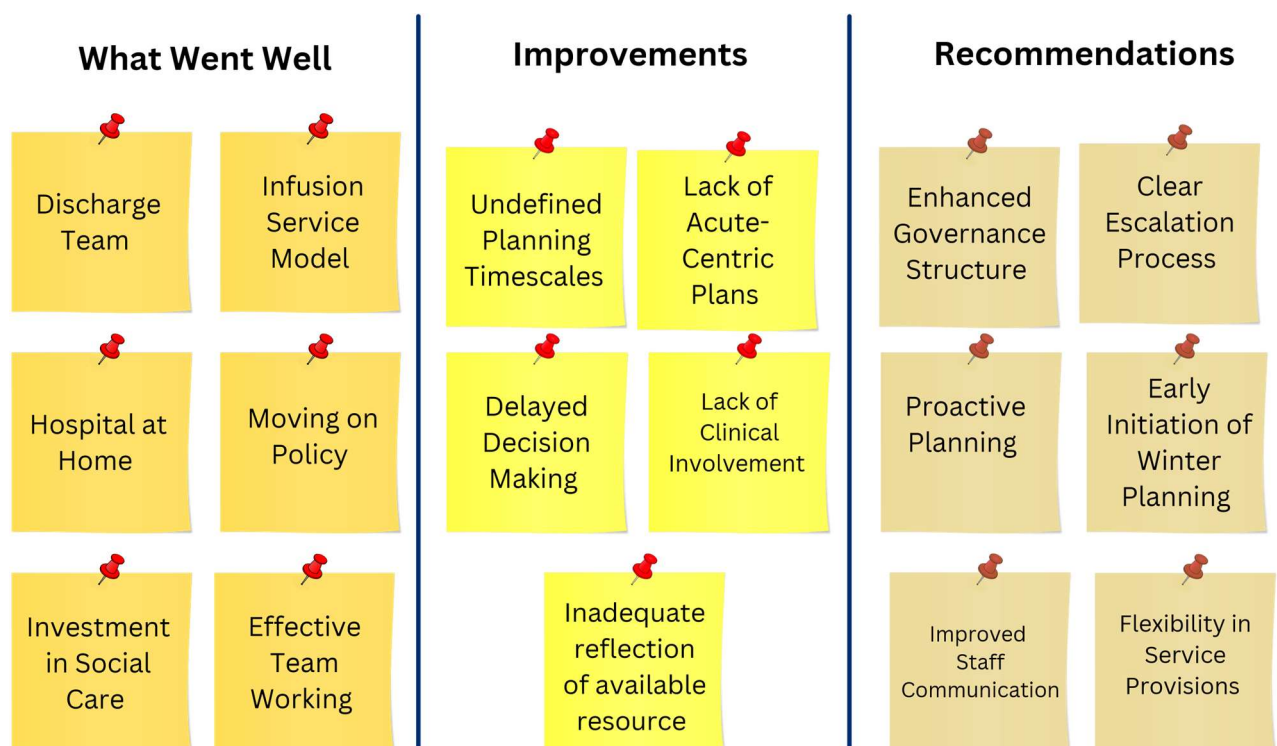 What Went Well
Discharge
Team
Infusion
Service
Model
Hospital at
Home
Moving on
Policy
Investment
in Social
Care
Effective
Team
Working
Improvements
Undefined
Planning
Timescales
Lack of
Acute-
Centric
Plans
Delayed
Decision
Making
Lack of
Clinical
Involvement
Inadequate
reflection
of available
resource
Recommendations
Enhanced
Governance
Structure
Clear
Escalation
Process
Proactive
Planning
Early
Initiation of
Winter
Planning
Improved
Staff
Communication
Flexibility in
Service
Provisions